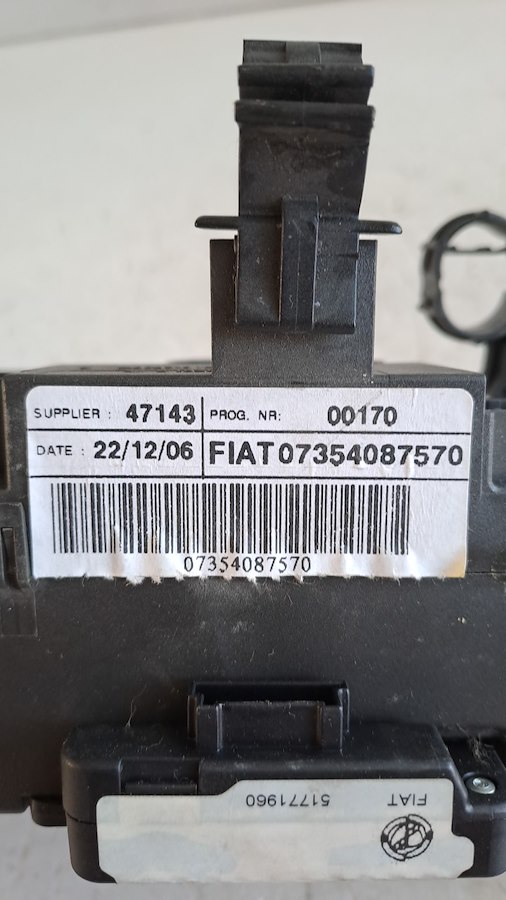 SUPPLIER : 47143 PROG. NR: 00170
DATE : 22/12/06 FIAT 07354087570
07354087570
FIAT 51771960